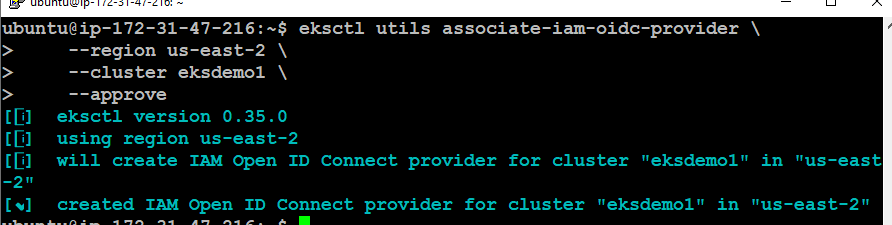 ubuntu@ip-172-31-47-216: ~
ubuntu@ip-172-31-47-216:~$ eksctl utils associate-iam-oidc-provider \
>     --region us-east-2 \
>     --cluster eksdemo1 \
>     --approve
[ℹ]  eksctl version 0.35.0
[ℹ]  using region us-east-2
[ℹ]  will create IAM Open ID Connect provider for cluster "eksdemo1" in "us-east
-2"
[✔]  created IAM Open ID Connect provider for cluster "eksdemo1" in "us-east-2"
ubuntu@ip-172-31-47-216:~$